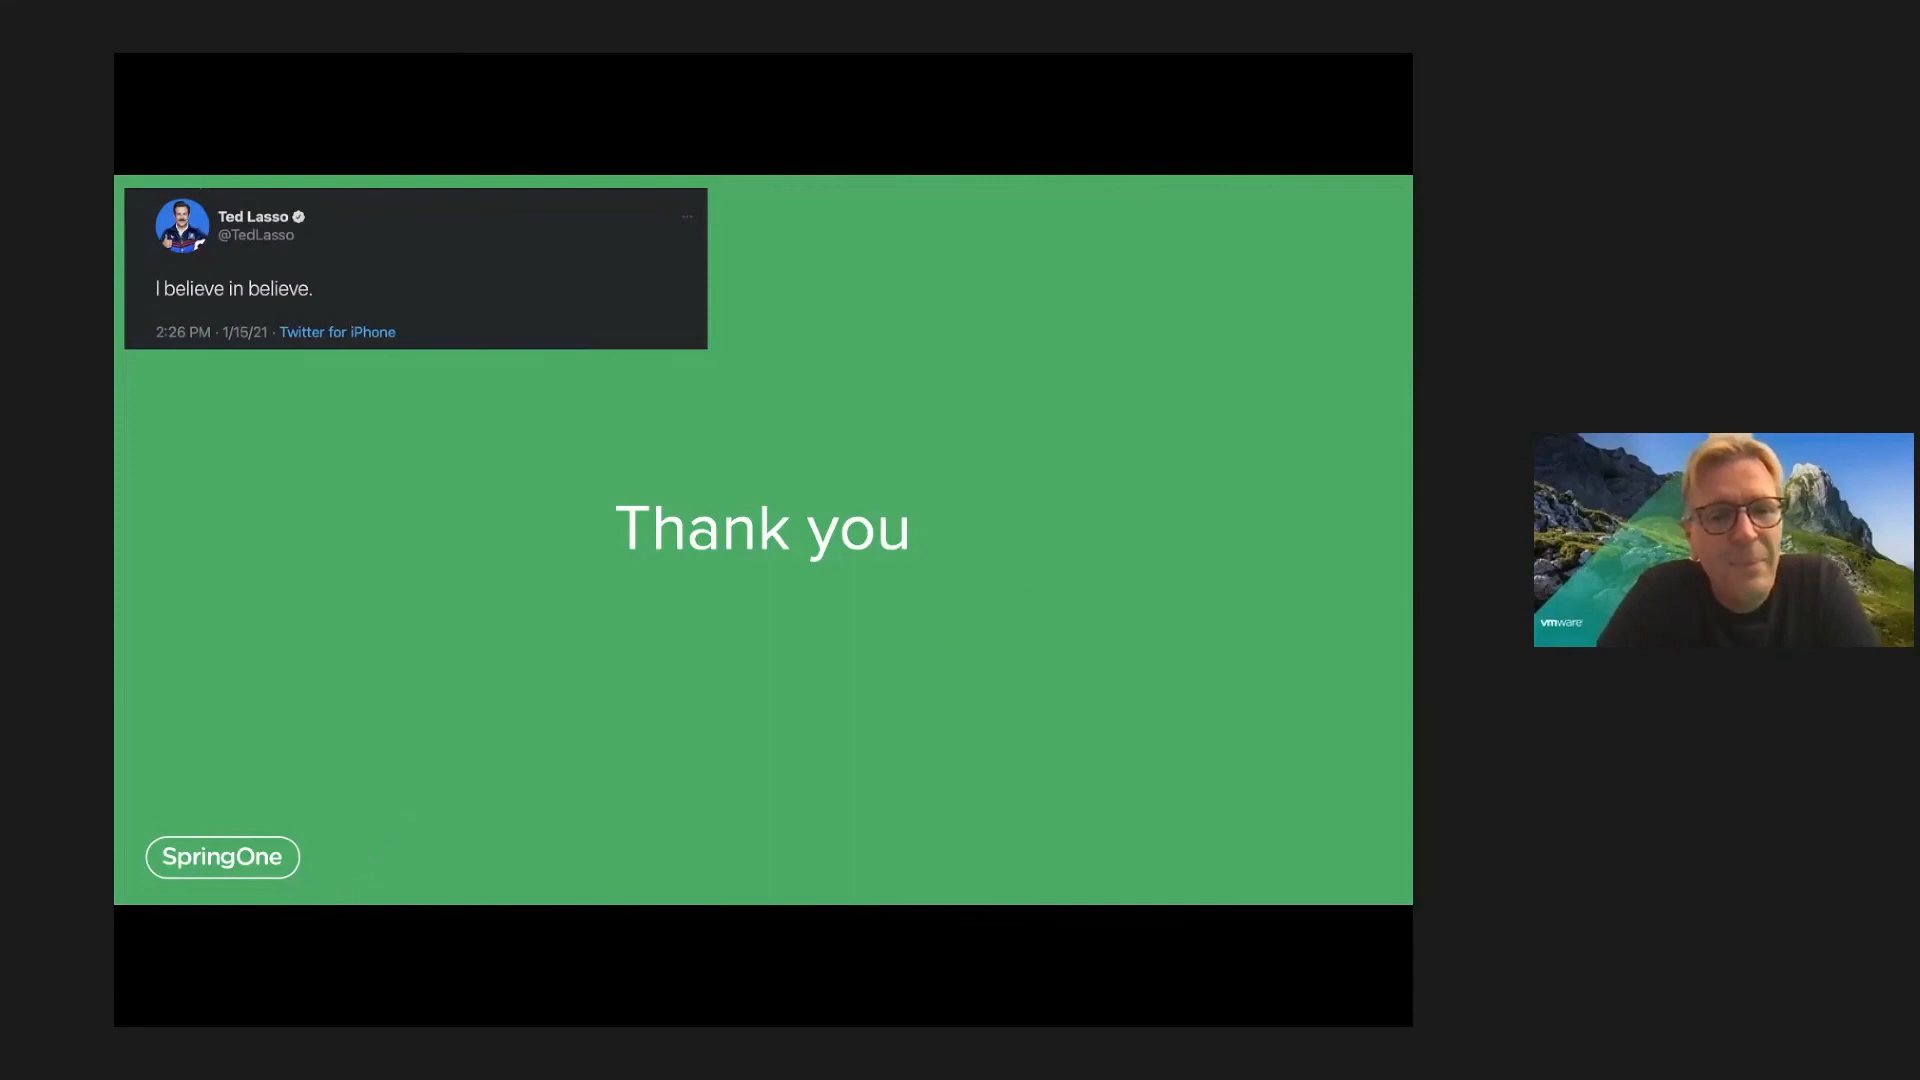 Ted Lasso
@TedLasso
...
I believe in believe.
2:26 PM · 1/15/21 · Twitter for iPhone
Thank you
SpringOne
vmware